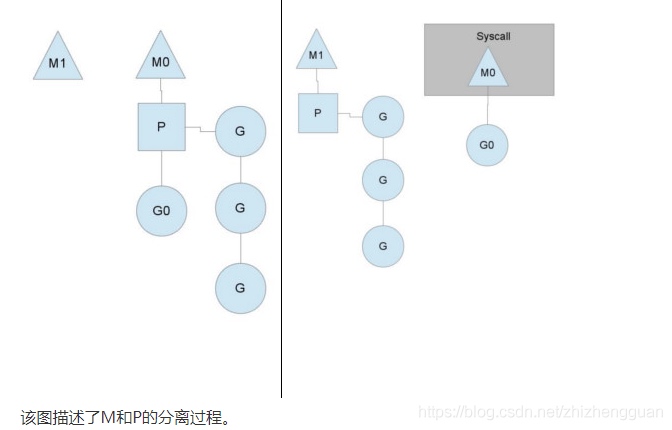 M1
M0
P
G
G0
G
G
M1
P
G
G
G
Syscall
M0
G0
该图描述了M和P的分离过程。
https://blog.csdn.net/zhizhengguan